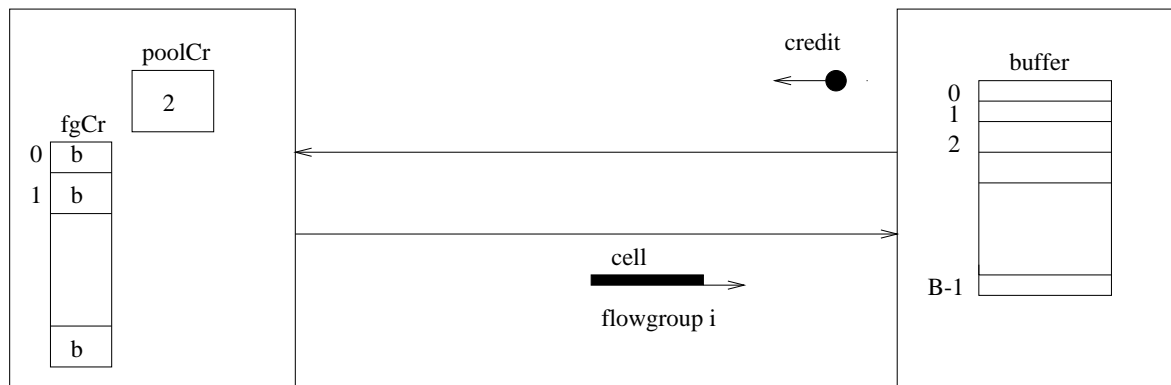 poolCr
2
fgCr
0 b
1 b
b
credit
cell
flowgroup i
buffer
0
1
2
B-1